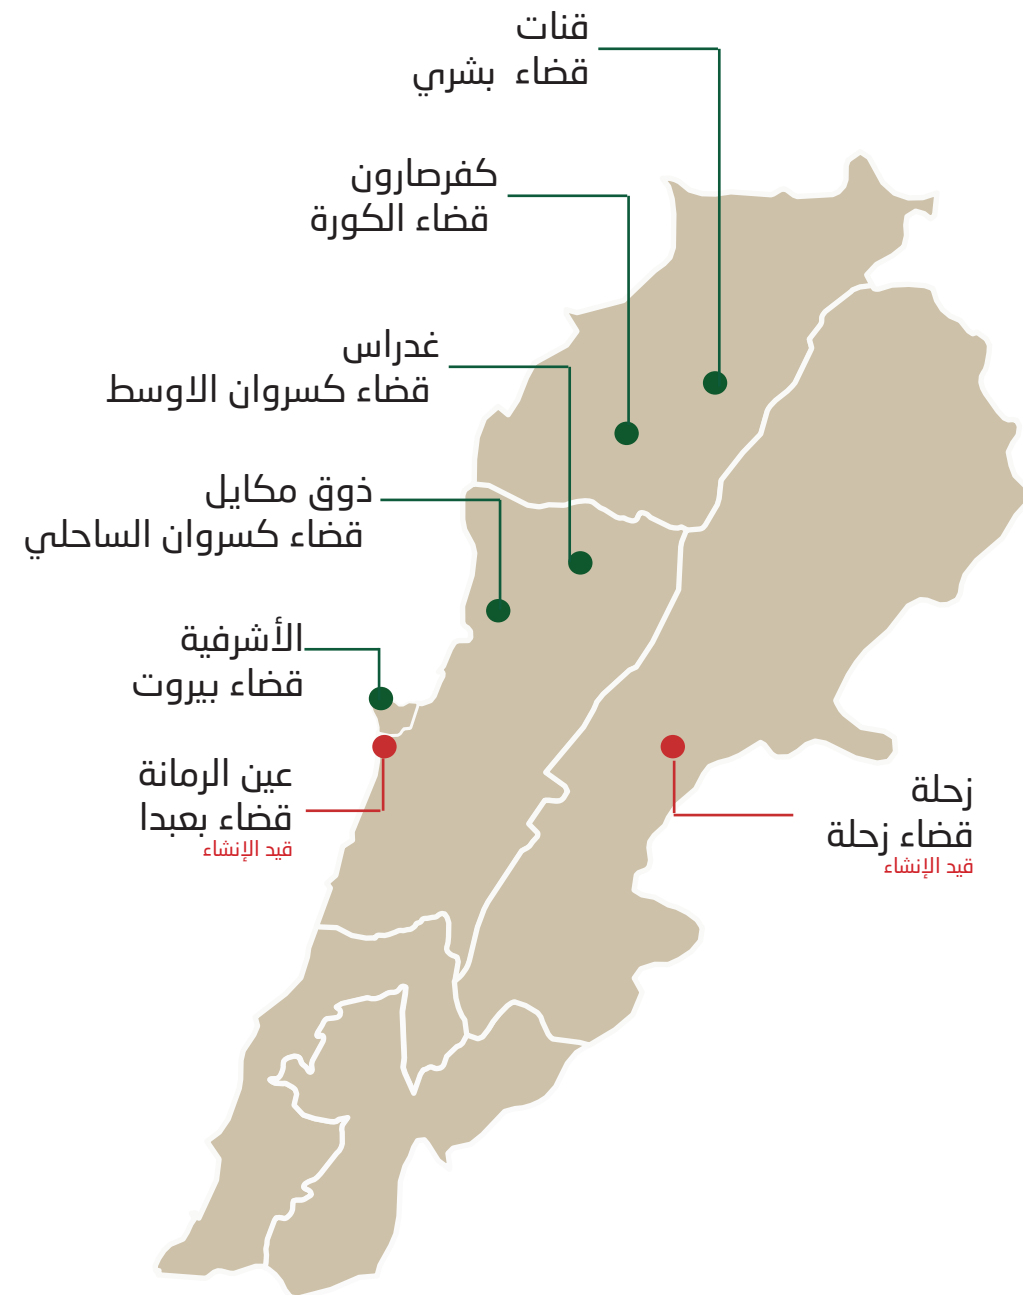 قنات
قضاء بشري
كفرصارون
قضاء الكورة
غدراس
قضاء كسروان الاوسط
ذوق مكايل
قضاء كسروان الساحلي
الأشرفية
قضاء بيروت
عين الرمانة
قضاء بعبدا
قيد الإنشاء
زحلة
قضاء زحلة
قيد الإنشاء